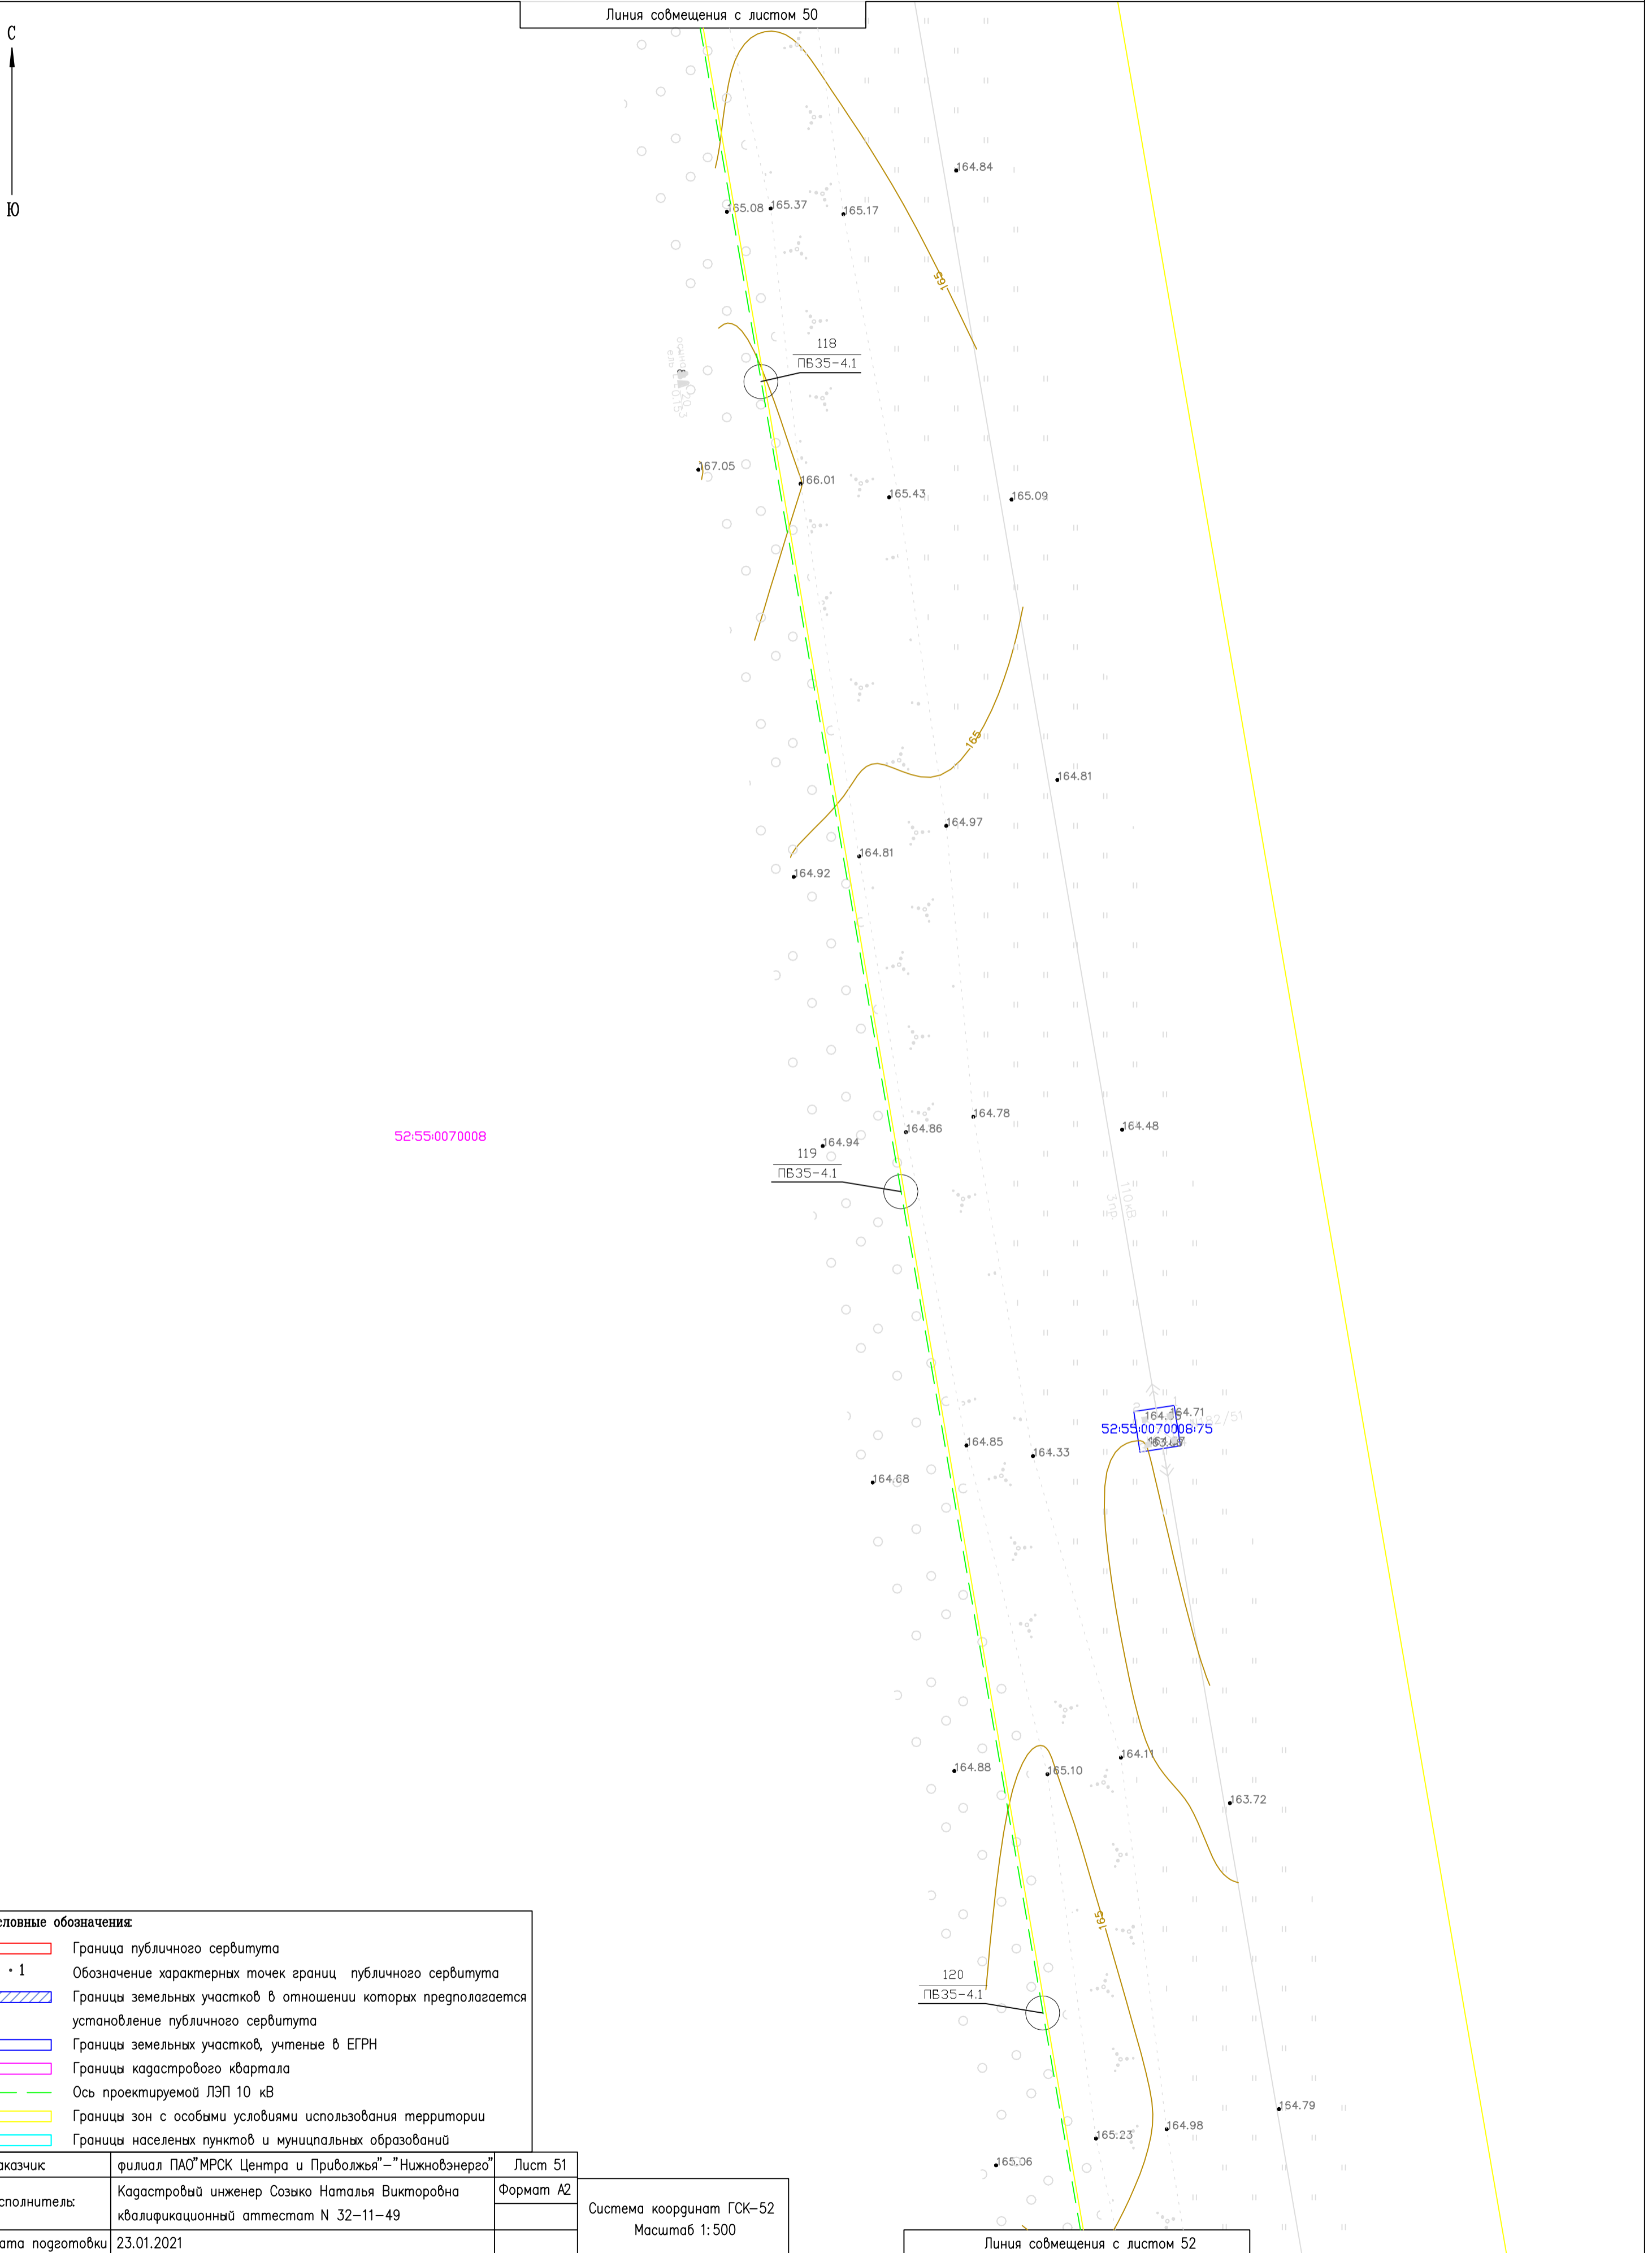 Линия совмещения с листом 50
С
Ю
164.84
165.08
165.37
165.17
165
118
ПБ35-4.1
167.05
166.01
165.43
165.09
165
164.81
164.97
164.81
164.92
52:55:0070008
164.78
164.48
164.86
164.94
119
ПБ35-4.1
110кВ
3пр.
164.71
52:55:0070008:75
164.85
164.33
164.68
164.11
164.88
165.10
163.72
165
120
ПБ35-4.1
164.79
164.98
165.23
165.06
словные обозначения:
Граница публичного сервитута
1
Обозначение характерных точек границ публичного сервитута
Границы земельных участков в отношении которых предполагается
установление публичного сервитута
Границы земельных участков, учтеные в ЕГРН
Границы кадастрового квартала
Ось проектируемой ЛЭП 10 кВ
Границы зон с особыми условиями использования территории
Границы населеных пунктов и муницпальных образований
аказчик: филиал ПАО"МРСК Центра и Приволжья"-"Нижновэнерго" Лист 51
сполнитель: Кадастровый инженер Созыко Наталья Викторовна Формат А2
квалификационный аттестат N 32-11-49
ата подготовки 23.01.2021
Система координат ГСК-52
Масштаб 1:500
Линия совмещения с листом 52